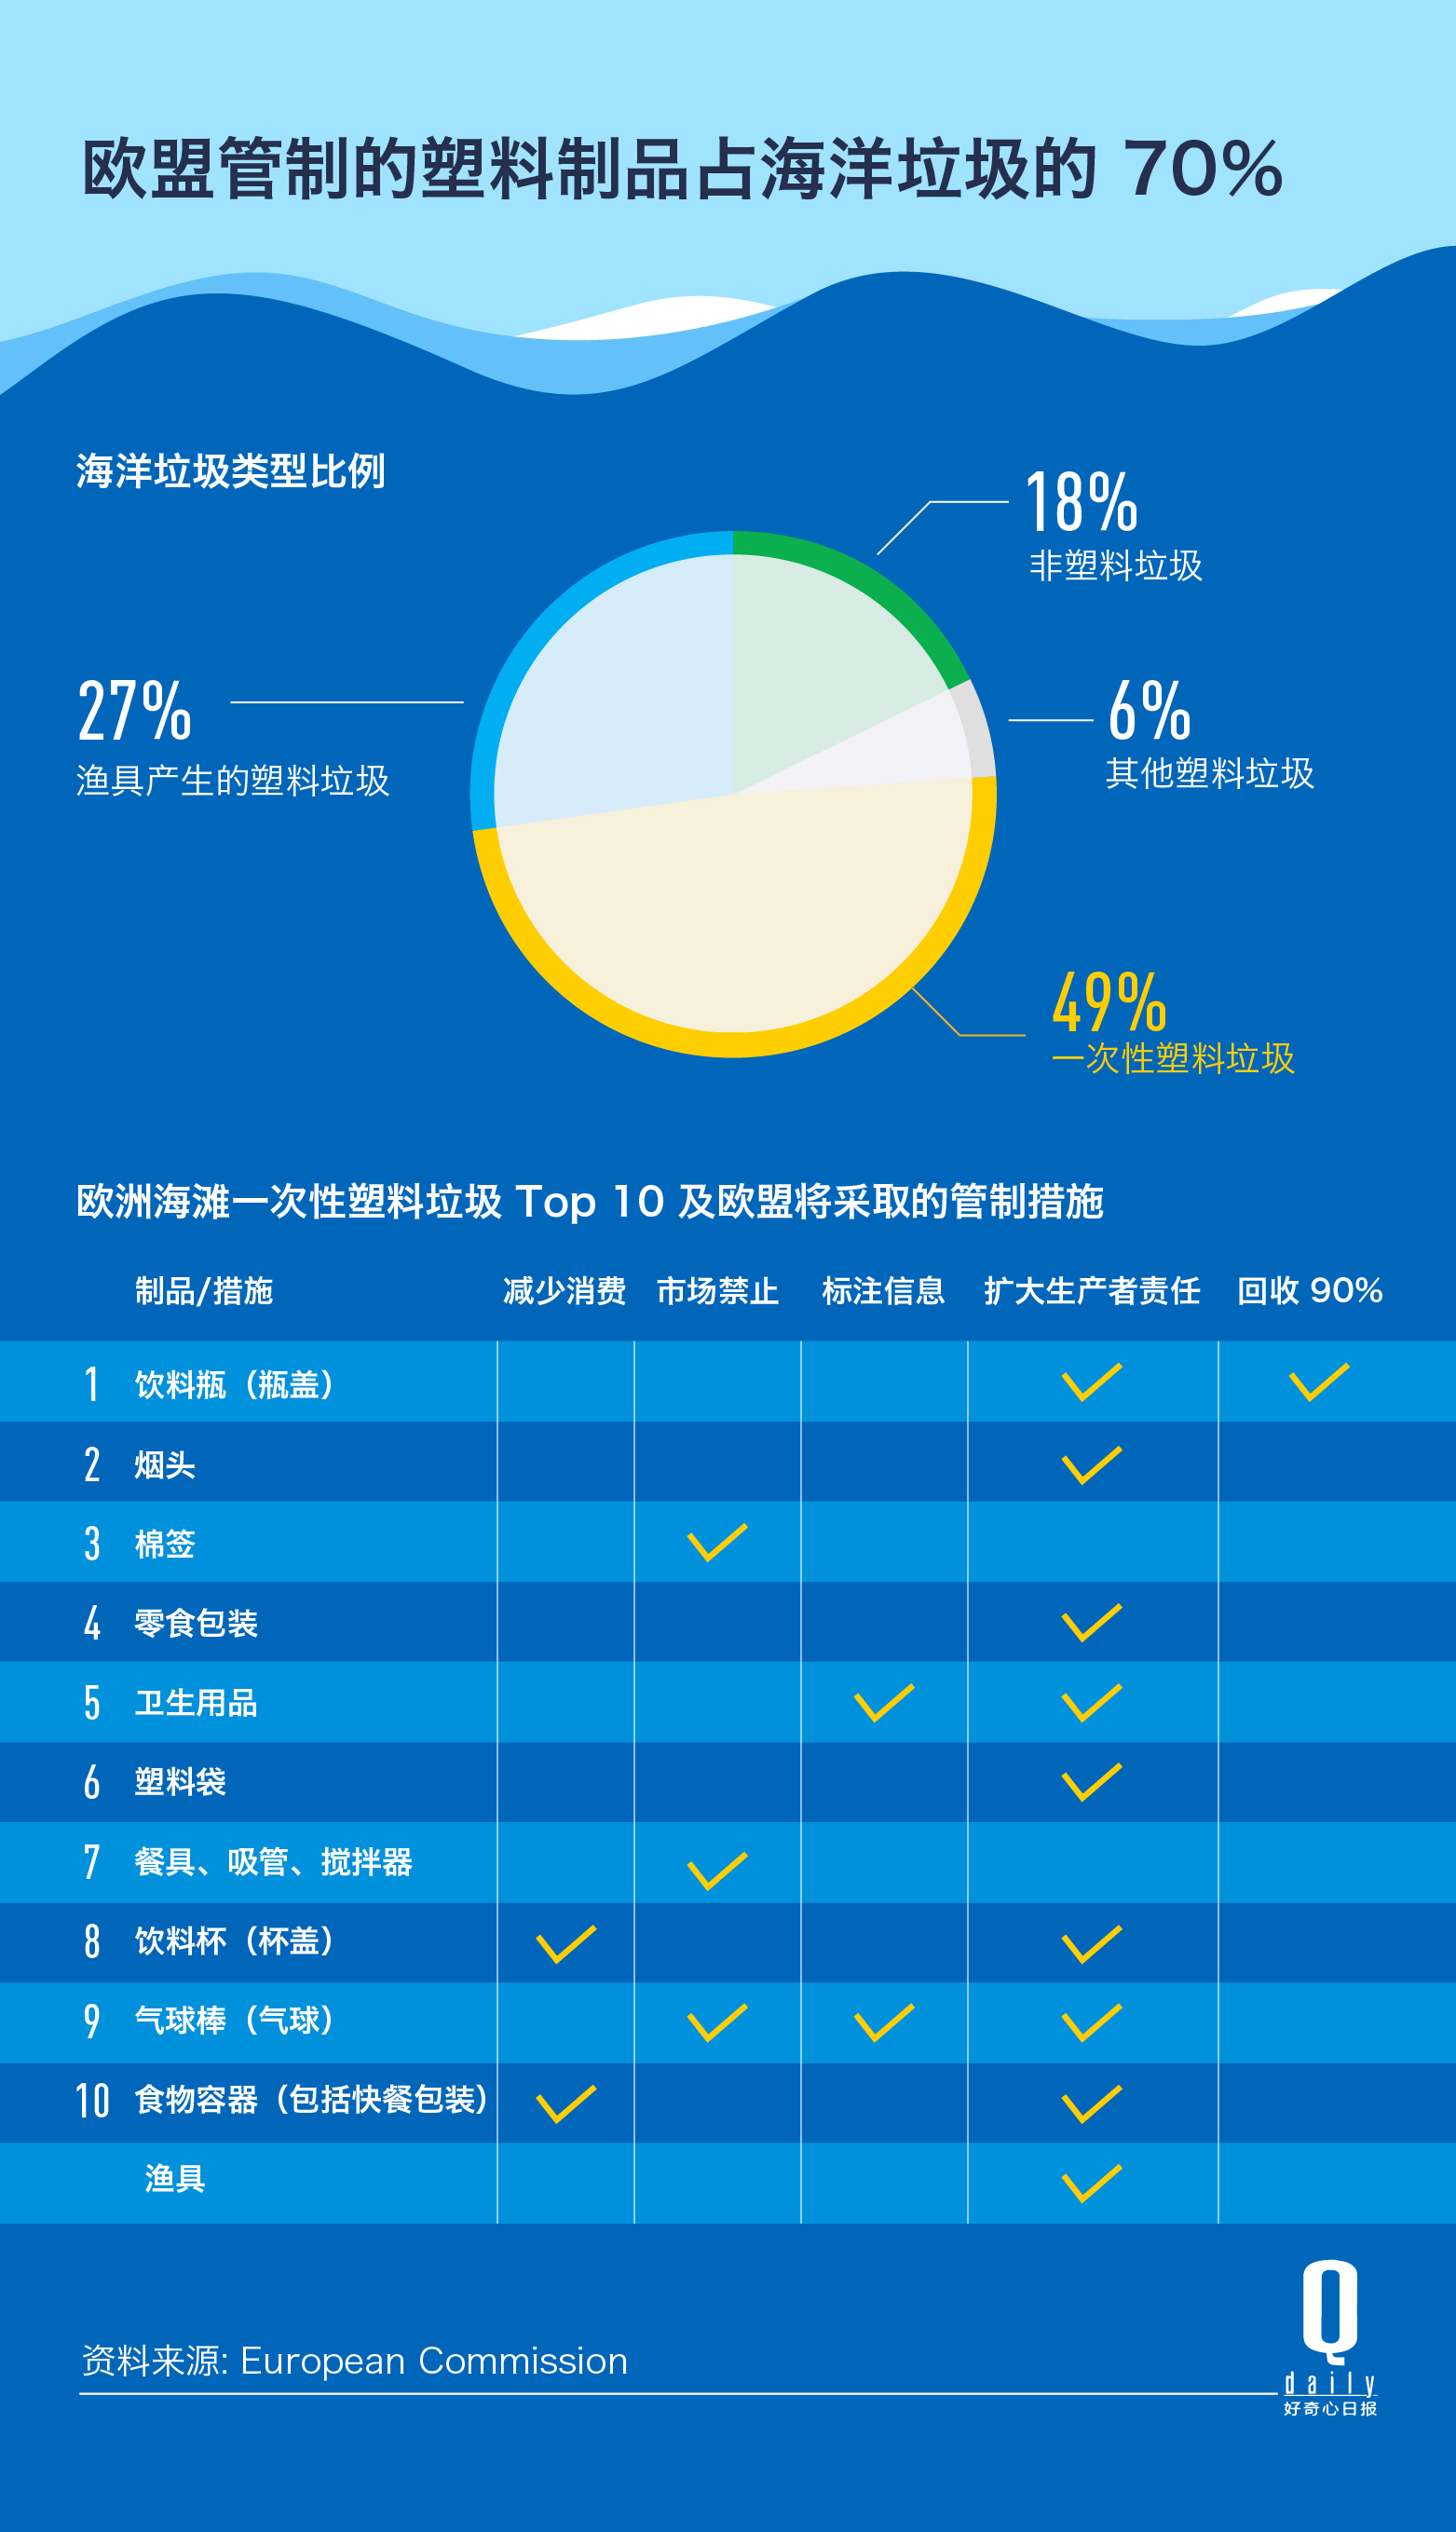 欧盟管制的塑料制品占海洋垃圾的 70%
海洋垃圾类型比例
18%
非塑料垃圾
27%
渔具产生的塑料垃圾
6%
其他塑料垃圾
49%
一次性塑料垃圾
欧洲海滩一次性塑料垃圾 Top 10 及欧盟将采取的管制措施
制品/措施 减少消费 市场禁止 标注信息 扩大生产者责任 回收 90%
1 饮料瓶（瓶盖）
2 烟头
3 棉签
4 零食包装
5 卫生用品
6 塑料袋
7 餐具、吸管、搅拌器
8 饮料杯（杯盖）
9 气球棒（气球）
10 食物容器（包括快餐包装）
渔具
资料来源: European Commission
Q
daily
好奇心日报